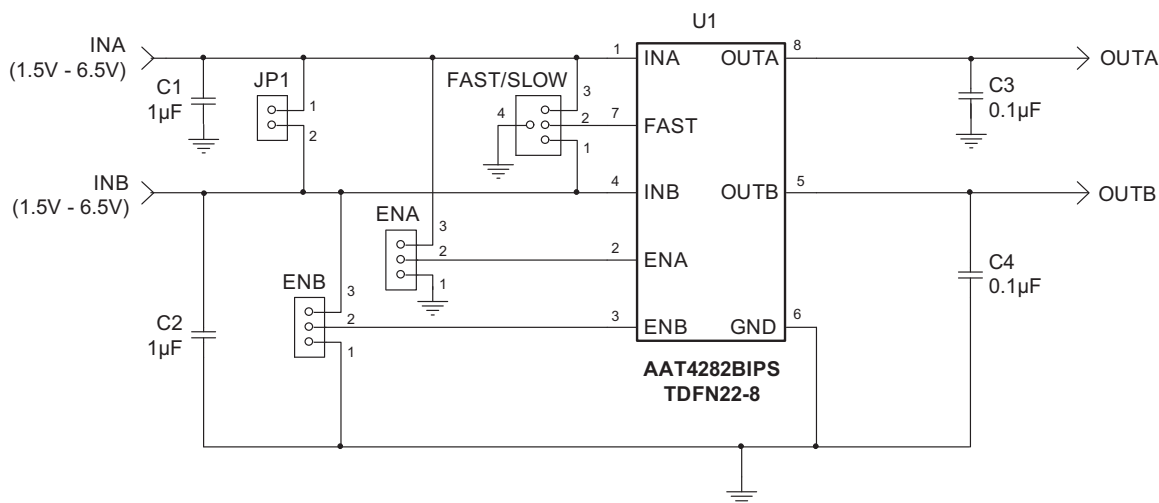 U1
INA
(1.5V - 6.5V)
C1
1µF
JP1
1
2
FAST/SLOW
3
4
2
1
1
INA
OUTA
8
OUTA
C3
0.1µF
7
FAST
INB
(1.5V - 6.5V)
4
INB
OUTB
5
OUTB
ENA
3
2
1
2
ENA
C4
0.1µF
ENB
3
2
1
3
ENB
GND
6
C2
1µF
AAT4282BIPS
TDFN22-8